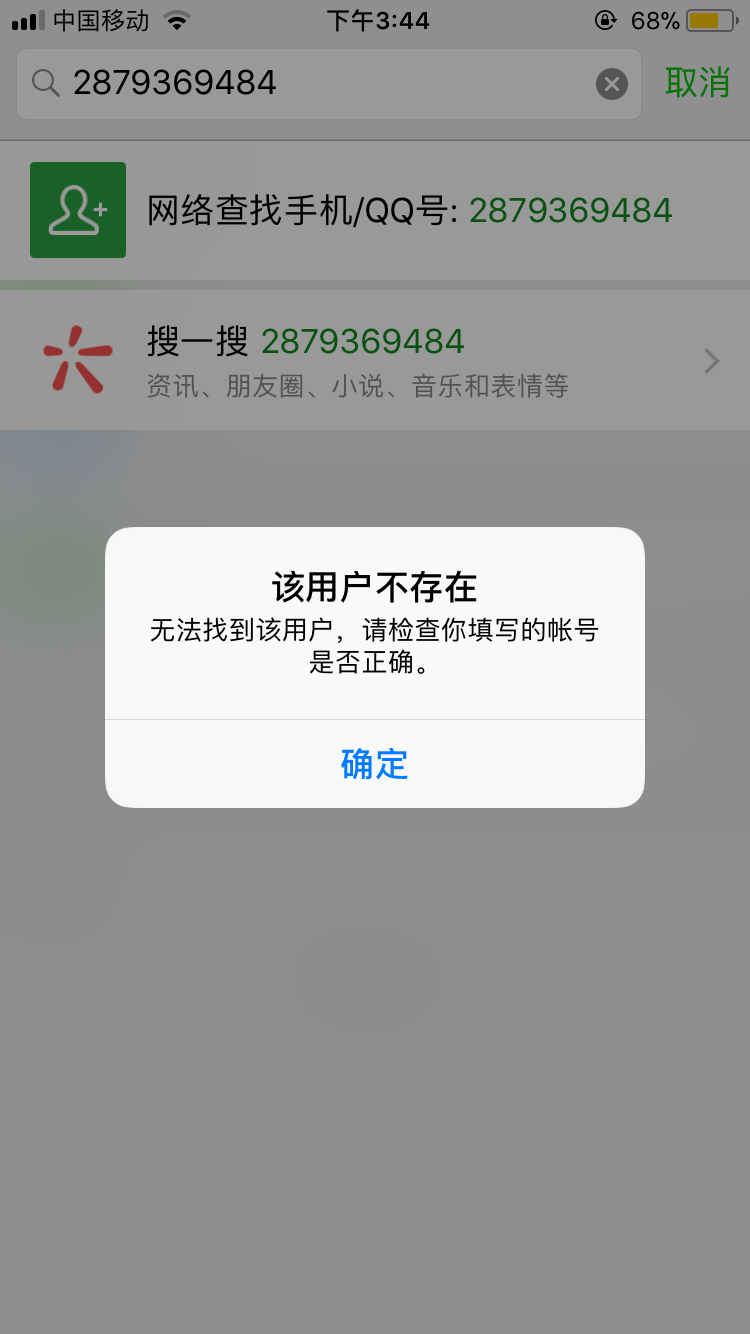 中国移动 下午3:44 68%
2879369484 取消
网络查找手机/QQ号: 2879369484
搜一搜 2879369484
资讯、朋友圈、小说、音乐和表情等
该用户不存在
无法找到该用户，请检查你填写的帐号
是否正确。
确定